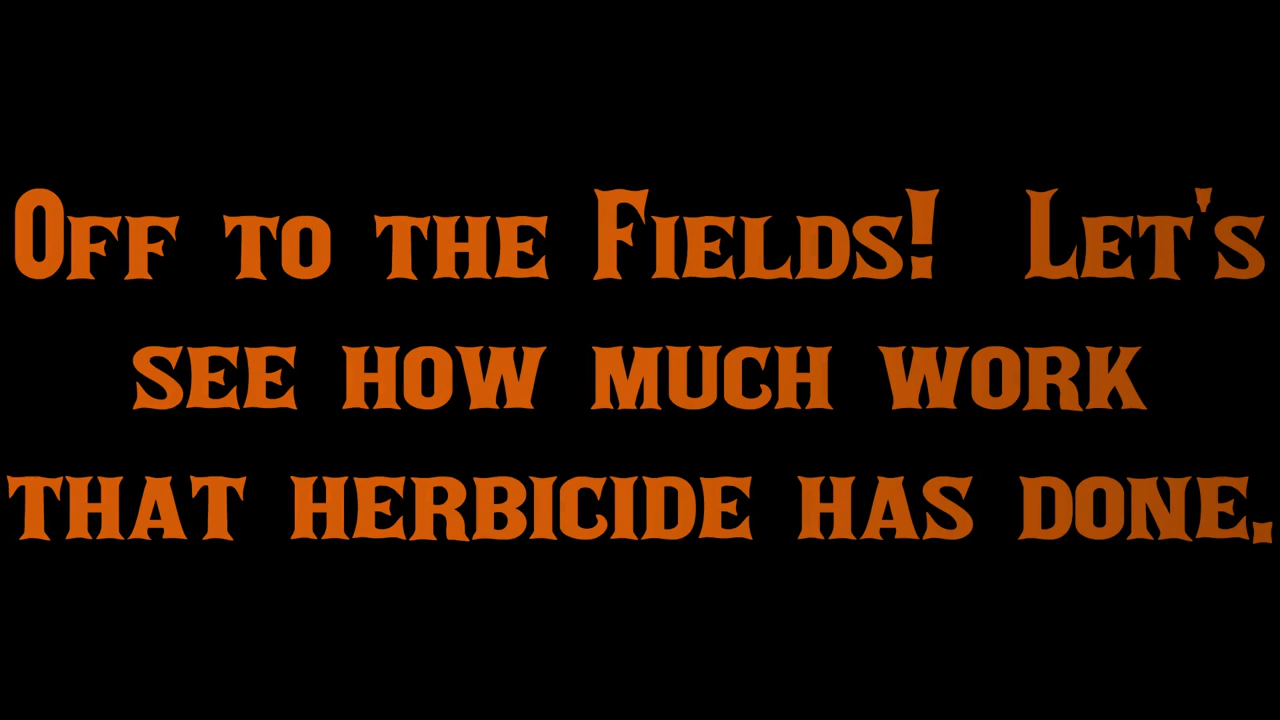 Off to the Fields!  Let's
see how much work
that herbicide has done.